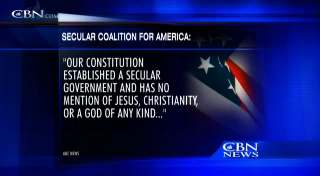 CBN.COM
SECULAR COALITION FOR AMERICA:
"OUR CONSTITUTION
ESTABLISHED A SECULAR
GOVERNMENT AND HAS NO
MENTION OF JESUS, CHRISTIANITY,
OR A GOD OF ANY KIND..."
ABC NEWS
CBN
NEWS